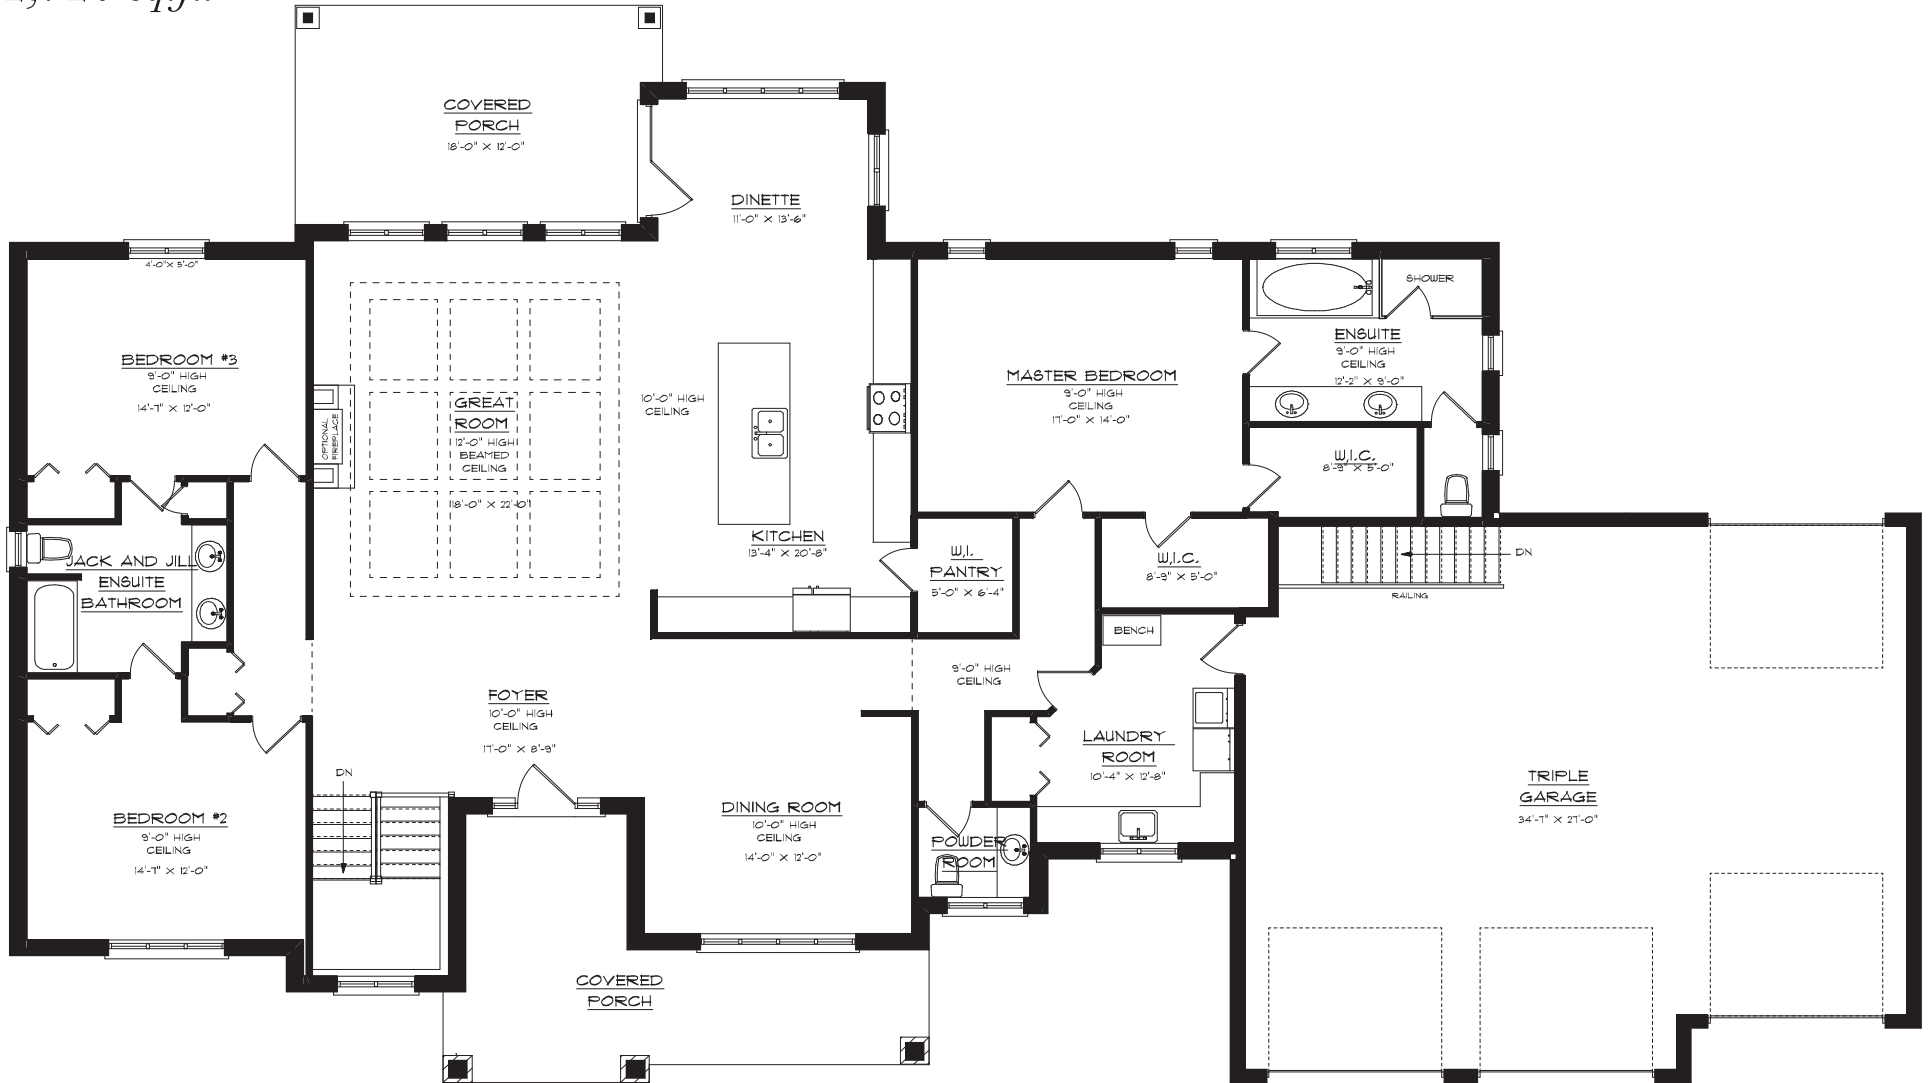 COVERED
PORCH
18'-0" X 12'-0"
DINETTE
11'-0" X 13'-6"
4'-0"X 5'-0"
BEDROOM #3
9'-0" HIGH
CEILING
14'-7" X 12'-0"
OPTIONAL
FIREPLACE
GREAT
ROOM
12'-0" HIGH
BEAMED
CEILING
18'-0" X 22'-0"
10'-0" HIGH
CEILING
KITCHEN
13'-4" X 20'-8"
MASTER BEDROOM
9'-0" HIGH
CEILING
17'-0" X 14'-0"
SHOWER
ENSUITE
9'-0" HIGH
CEILING
12'-2" X 9'-0"
W.I.C.
8'-9" X 5'-0"
JACK AND JILL
ENSUITE
BATHROOM
W.I.
PANTRY
5'-0" X 6'-4"
W.I.C.
8'-9" X 5'-0"
DN
RAILING
BENCH
9'-0" HIGH
CEILING
FOYER
10'-0" HIGH
CEILING
17'-0" X 8'-9"
LAUNDRY
ROOM
10'-4" X 12'-8"
DN
BEDROOM #2
9'-0" HIGH
CEILING
14'-7" X 12'-0"
DINING ROOM
10'-0" HIGH
CEILING
14'-0" X 12'-0"
POWDER
ROOM
TRIPLE
GARAGE
34'-7" X 27'-0"
COVERED
PORCH